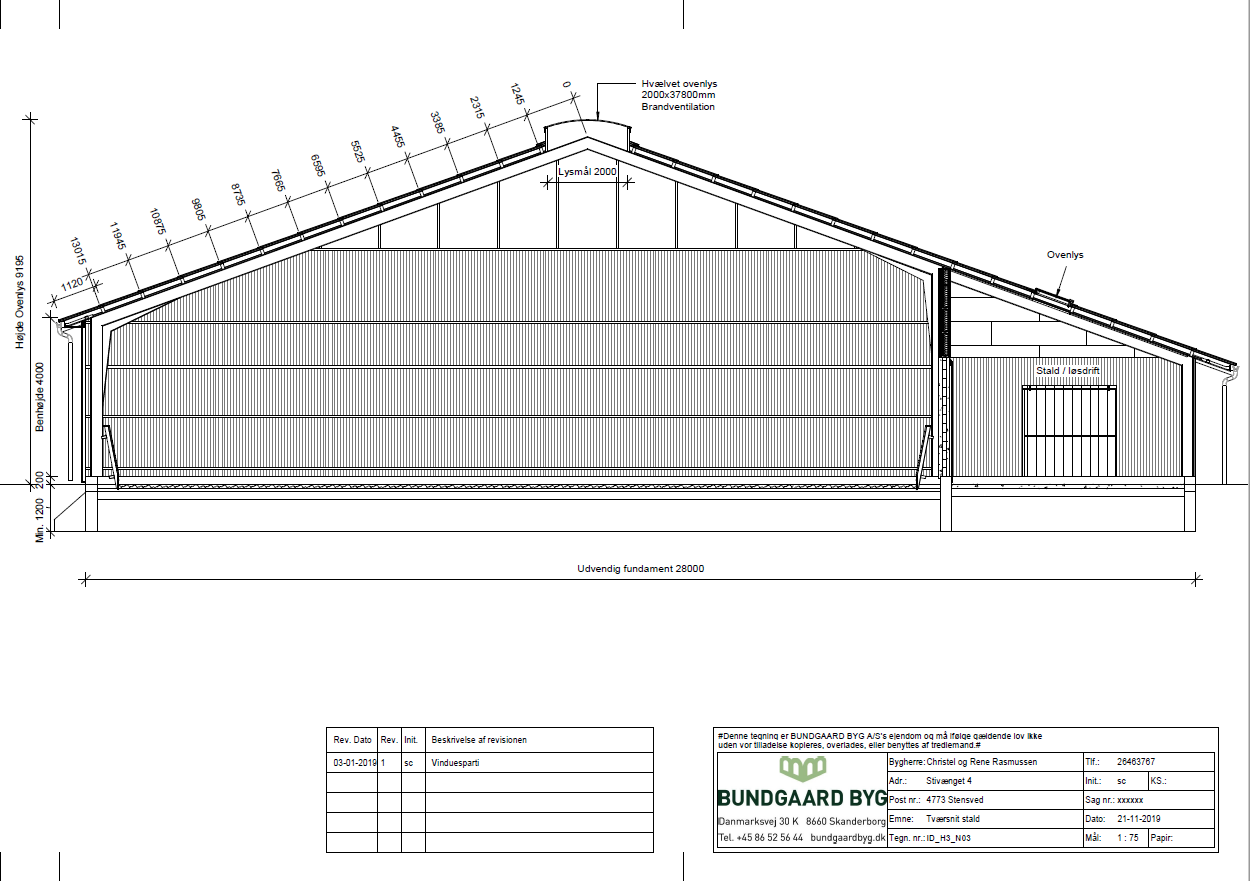 Hvælvet ovenlys
2000x37800mm
Brandventilation
0
1245
2315
3385
4455
5525
6595
7665
8735
9805
10875
11945
13015
1120
Lysmål 2000
Ovenlys
Højde Ovenlys 9195
Benhøjde 4000
200
Min. 1200
Stald / løsdrift
Udvendig fundament 28000
Rev. Dato Rev. Init. Beskrivelse af revisionen
03-01-2019 1 sc Vinduesparti
#Denne tegning er BUNDGAARD BYG A/S's ejendom og må ifølge gældende lov ikke
uden vor tilladelse kopieres, overlades, eller benyttes af tredjemand.#
BUNDGAARD BYG
Danmarksvej 30 K 8660 Skanderborg
Tel. +45 86 52 56 44 bundgaardbyg.dk
Bygherre: Christel og Rene Rasmussen Tlf.: 26463767
Adr.: Stivænget 4 Init.: sc KS.:
Post nr.: 4773 Stensved Sag nr.: xxxxxx
Emne: Tværsnit stald Dato: 21-11-2019
Tegn. nr.: ID_H3_N03 Mål: 1 : 75 Papir: